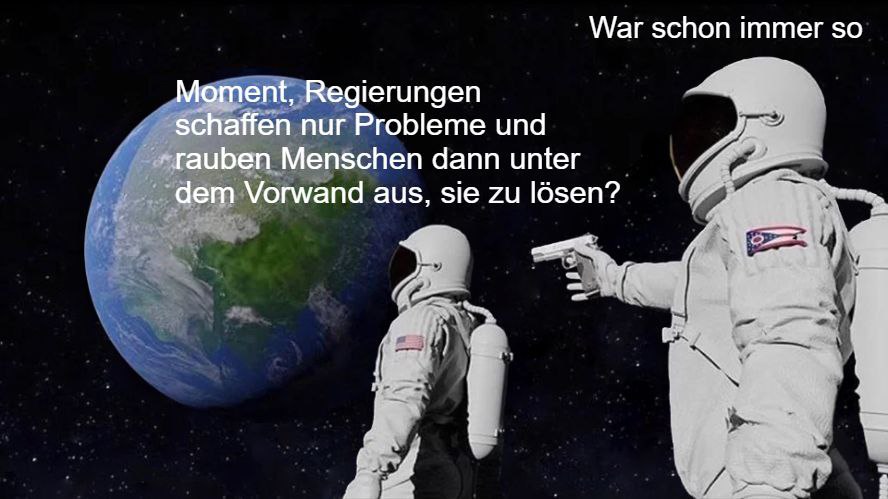 War schon immer so
Moment, Regierungen
schaffen nur Probleme und
rauben Menschen dann unter
dem Vorwand aus, sie zu lösen?